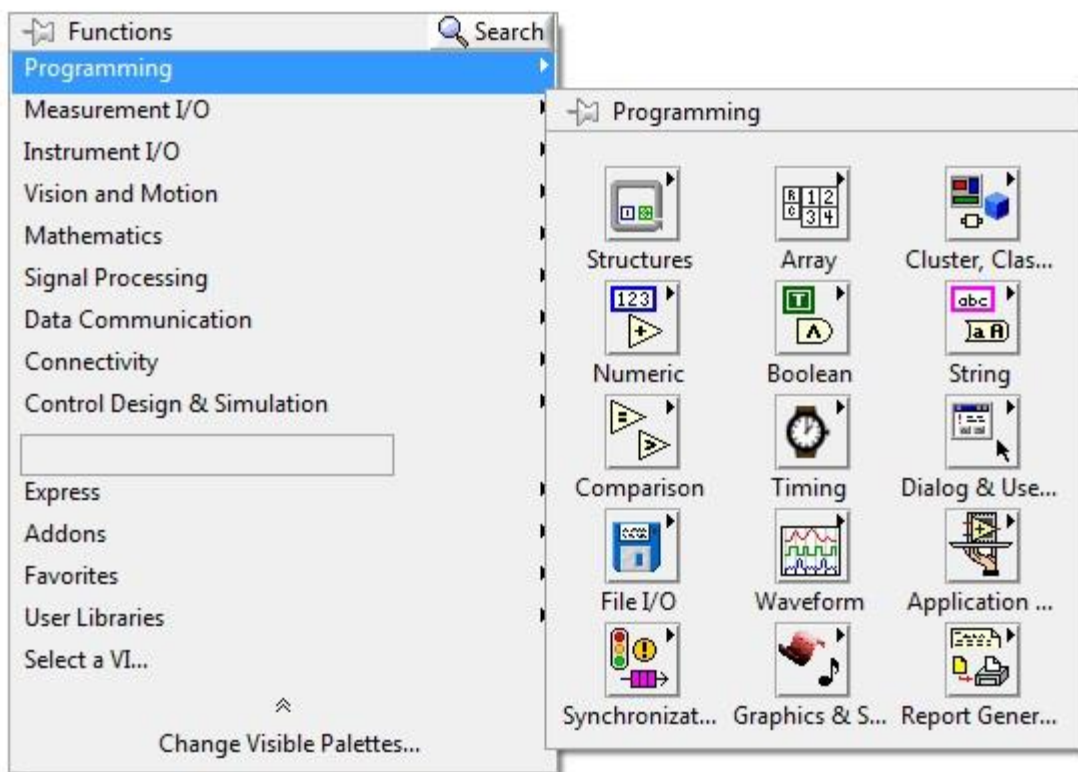 Functions
Search
Programming
Measurement I/O
Instrument I/O
Vision and Motion
Mathematics
Signal Processing
Data Communication
Connectivity
Control Design & Simulation
Express
Addons
Favorites
User Libraries
Select a VI...
Change Visible Palettes...
Programming
Structures
Array
Cluster, Clas...
Numeric
Boolean
String
Comparison
Timing
Dialog & Use...
File I/O
Waveform
Application ...
Synchronizat...
Graphics & S...
Report Gener...